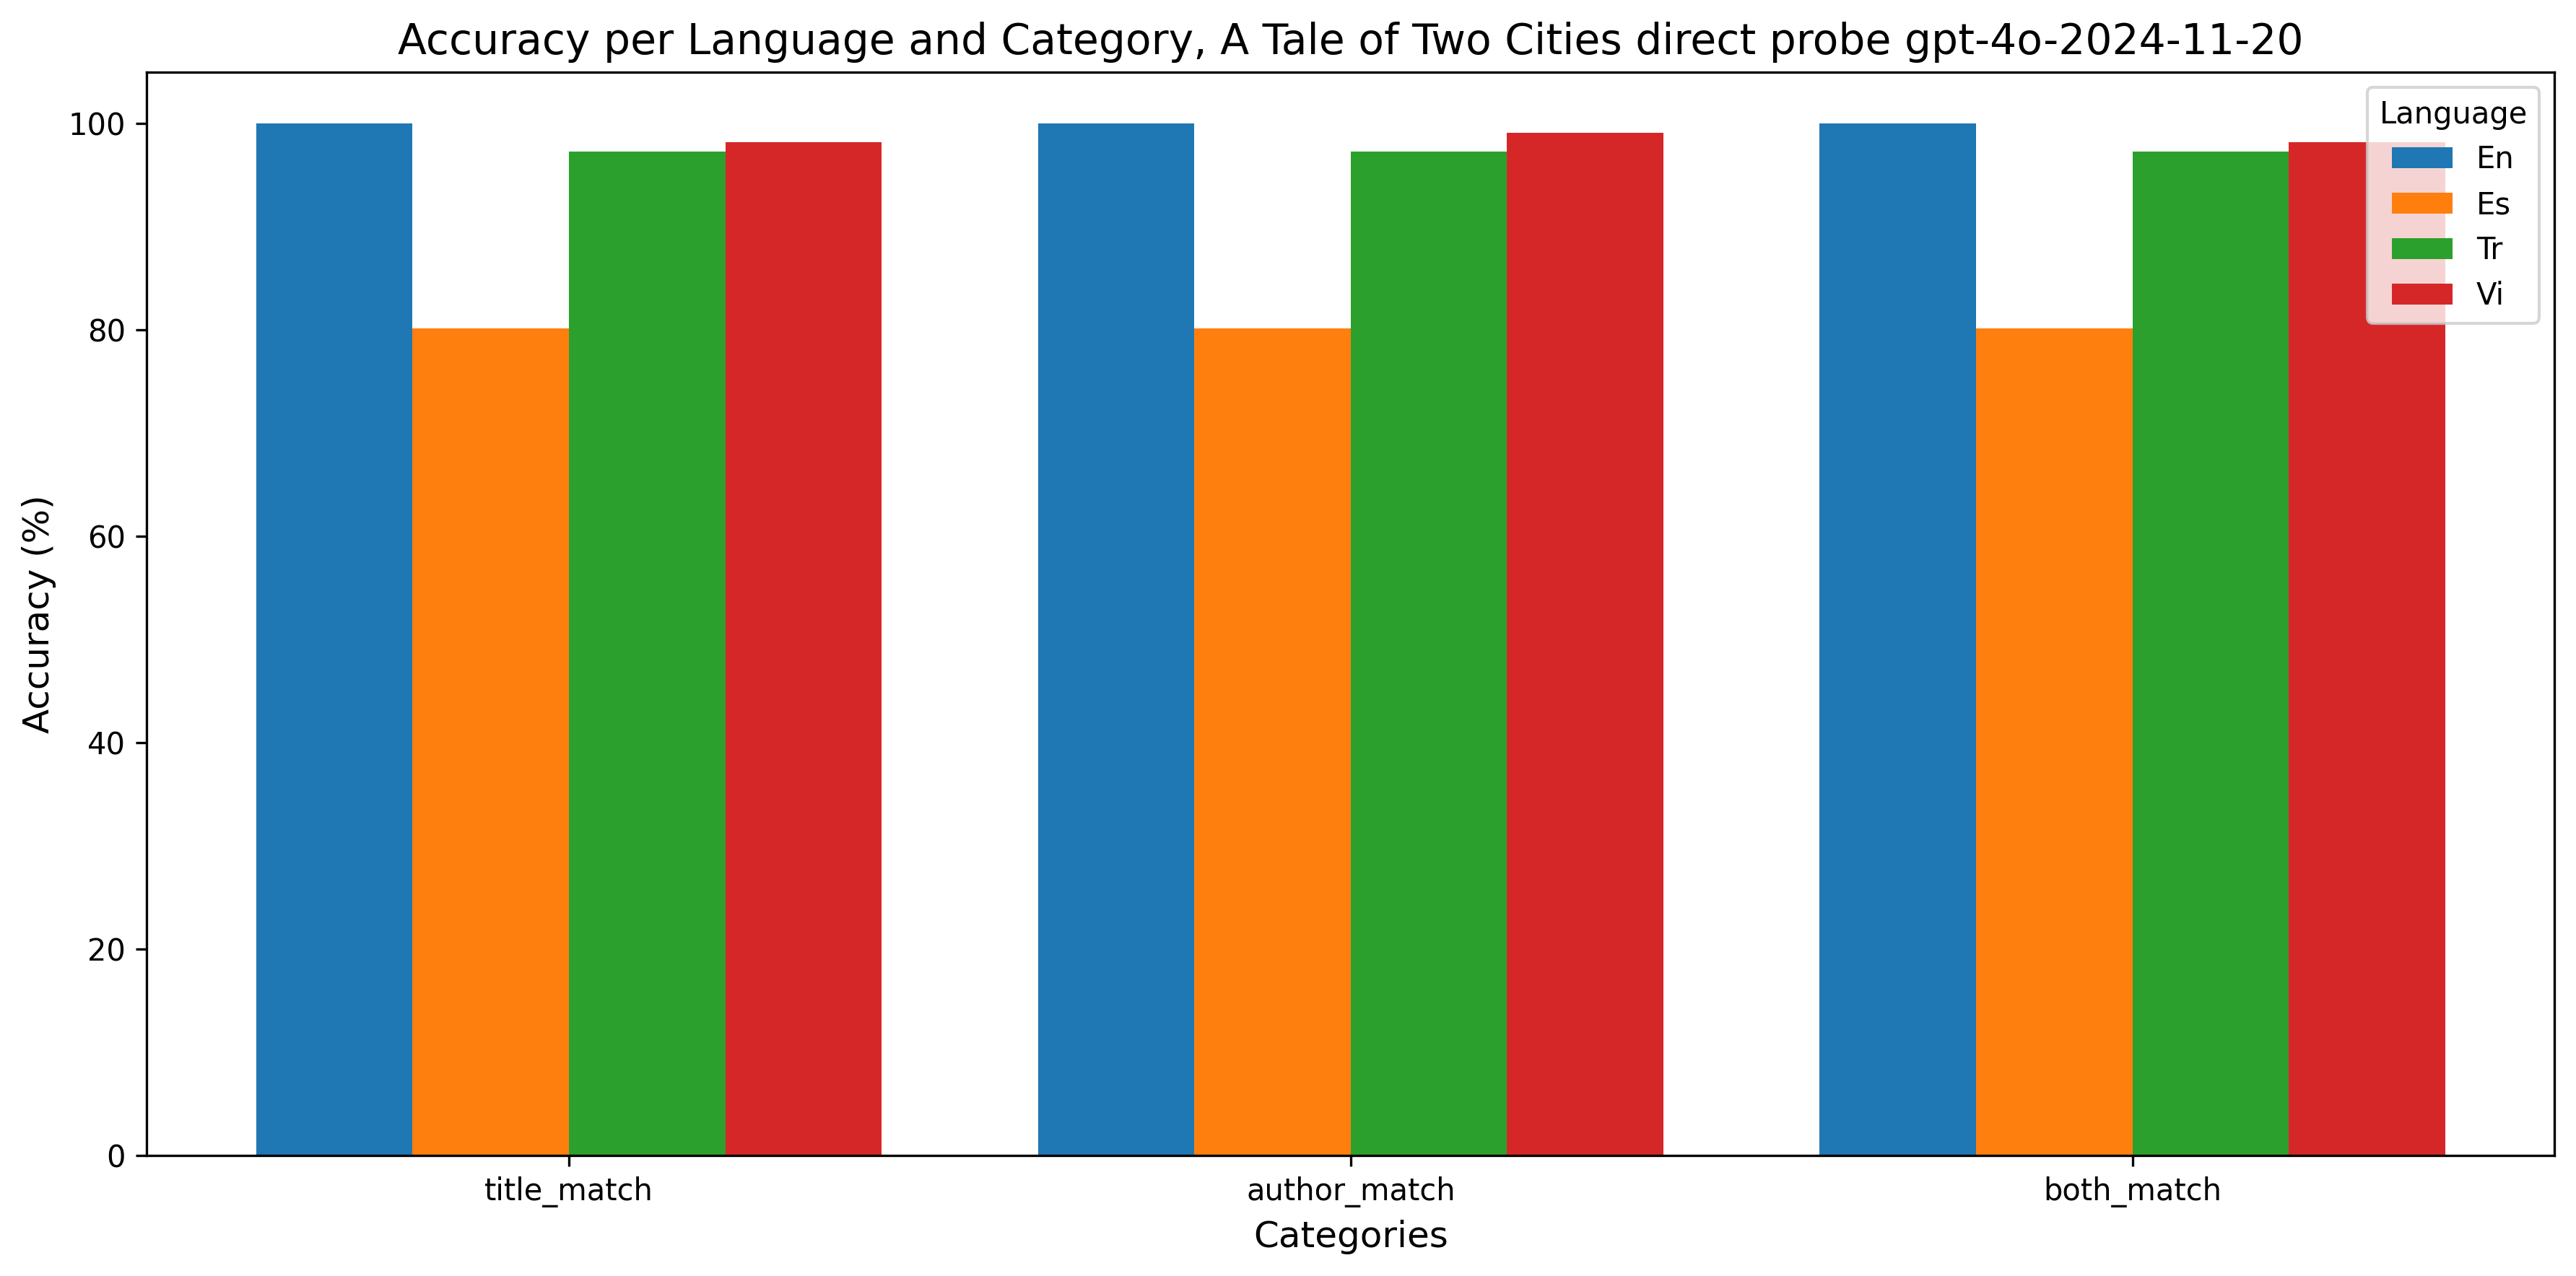 Accuracy per Language and Category, A Tale of Two Cities direct probe gpt-4o-2024-11-20
Accuracy (%)
100
80
60
40
20
0
Language
En
Es
Tr
Vi
title_match
author_match
both_match
Categories